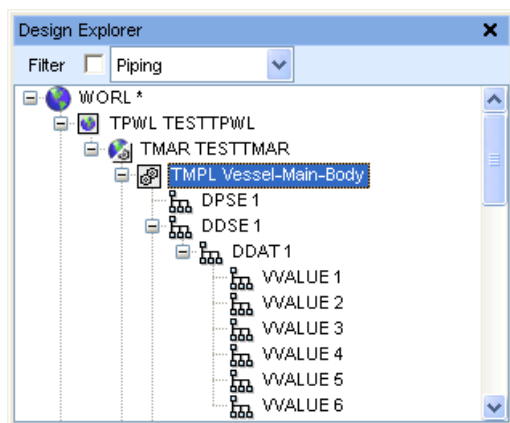 Design Explorer
Filter Piping
WORL *
TPWL TESTTPWL
TMAR TESTTMAR
TMPL Vessel-Main-Body
DPSE 1
DDSE 1
DDAT 1
VVALUE 1
VVALUE 2
VVALUE 3
VVALUE 4
VVALUE 5
VVALUE 6